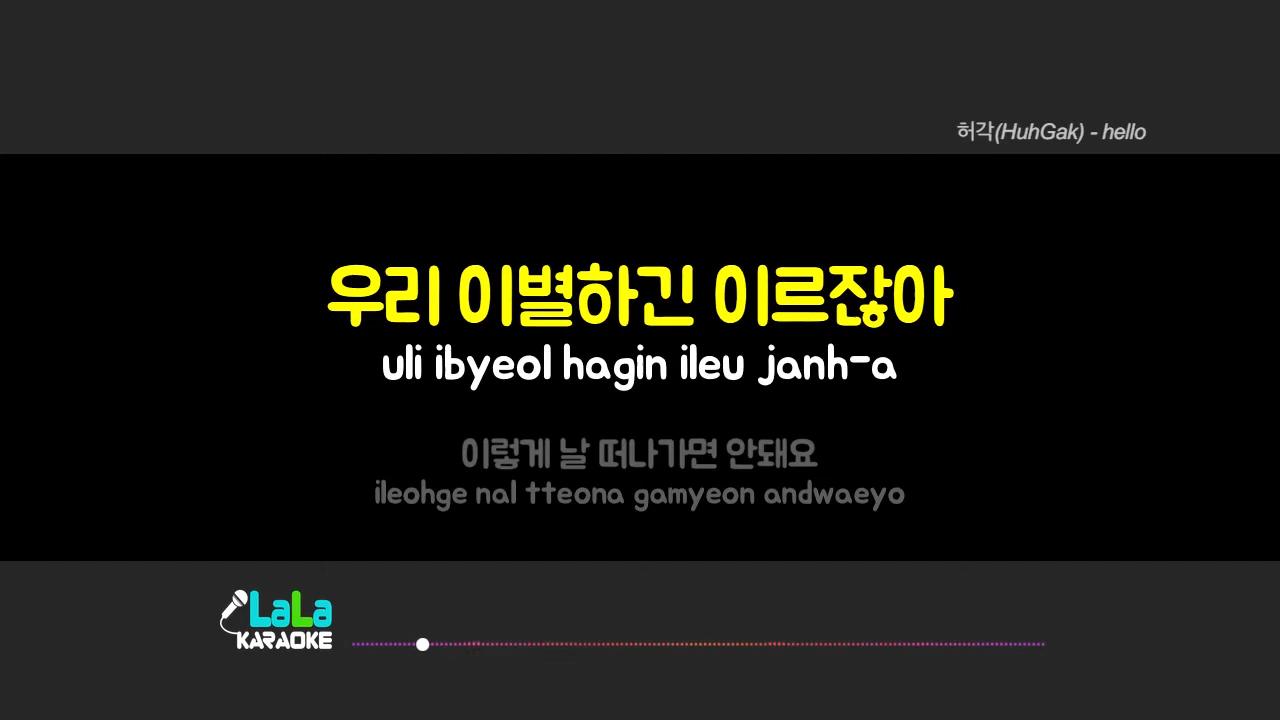 허각(HuhGak) - hello
우리 이별하긴 이르잖아
uli ibyeol hagin ileu janh-a
이렇게 날 떠나가면 안돼요
ileohge nal tteona gamyeon andwaeyo
LaLa
KARAOKE